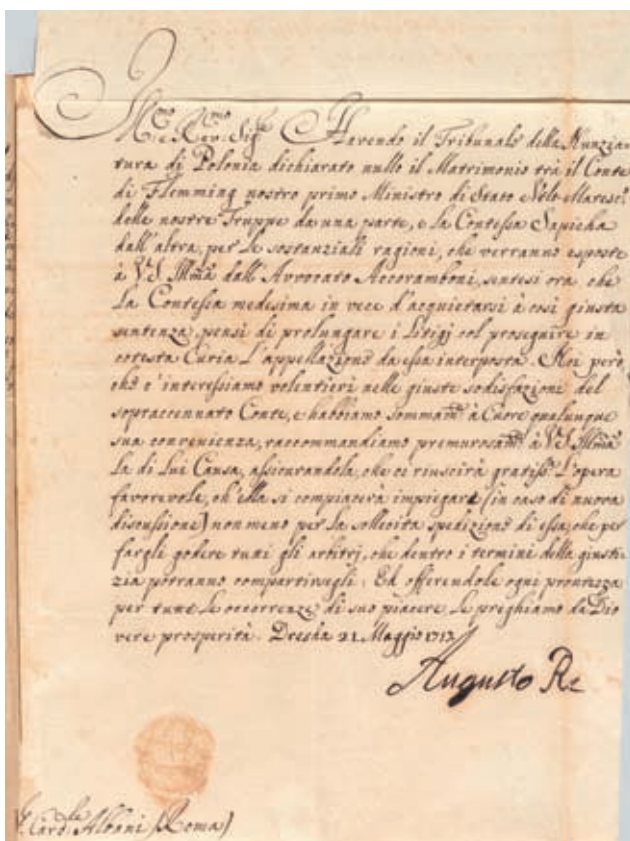 Ill.mo e Rev.mo Sig.re Havendo il Tribunale della Nunzia-
tura di Polonia dichiarato nullo il Matrimonio trà il Conte
di Flemming nostro primo Ministro di Stato e Velt-Maresc.
delle nostre Truppe da una parte, e la Contessa Sapieha
dall'altra, per le sostanziali ragioni, che verranno esposte
à V.S. Ill.ma dall'Avvocato Accoramboni, sentesi ora che
la Contessa medesima in vece d'acquietarsi à così giusta
sentenza, pensi di prolungare i Litigj col proseguire in
cotesta Curia L'appellazione da essa interposta. Noi però,
che c'interessiamo volentieri nelle giuste sodisfazione del
sopraccennato Conte, e habbiamo sommam.te à Cuore qualunque
sua convenienza, raccommandiamo premurosam.te à V.S. Ill.ma
la di Lui Causa, assicurandola, che ci riuscirà gratiss.a L'opera
favorevole, ch'ella si compiacerà impiegare (in caso di nuova
discussione) non meno per la sollecita spedizione di essa, che per
fargli godere tutti gli arbitrj, che dentro i termini della giusti-
zia potranno compartirsegli. Ed offerendole ogni prontezza
per tutte le occorrenze di suo piacere, Le preghiamo da Dio
vere prosperità. Dresda 21 Maggio 1713
Augusto Re
Card.le Albani (Roma)